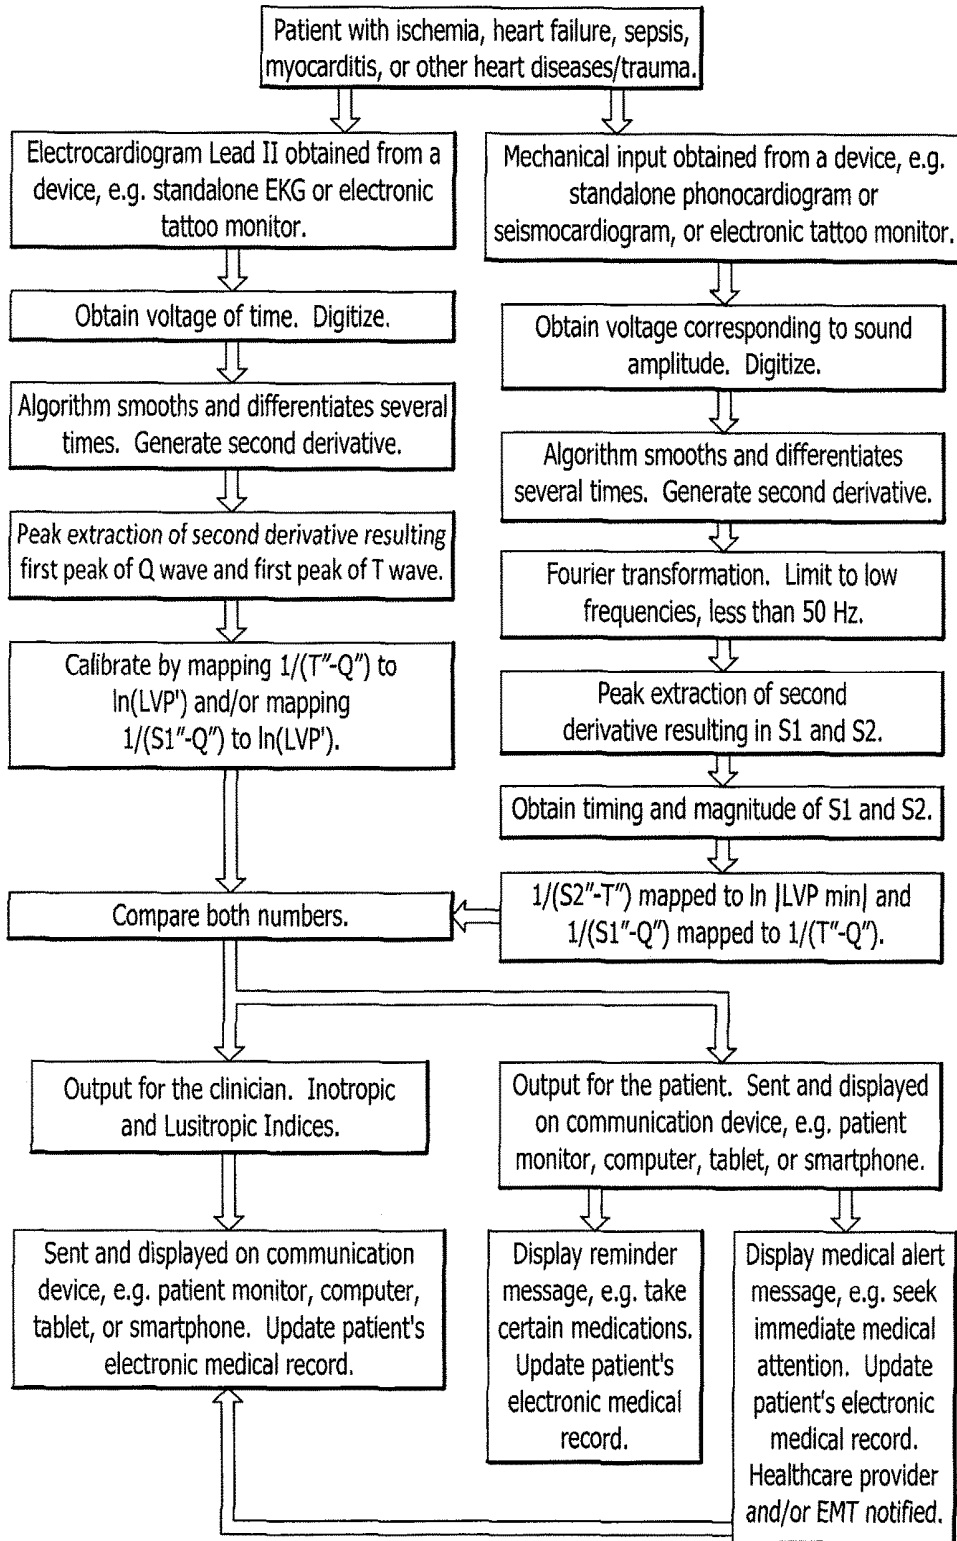 Patient with ischemia, heart failure, sepsis,
myocarditis, or other heart diseases/trauma.
Electrocardiogram Lead II obtained from a
device, e.g. standalone EKG or electronic
tattoo monitor.
Obtain voltage of time. Digitize.
Algorithm smooths and differentiates several
times. Generate second derivative.
Peak extraction of second derivative resulting
first peak of Q wave and first peak of T wave.
Calibrate by mapping 1/(T″-Q″) to
ln(LVP') and/or mapping
1/(S1″-Q″) to ln(LVP').
Mechanical input obtained from a device, e.g.
standalone phonocardiogram or
seismocardiogram, or electronic tattoo monitor.
Obtain voltage corresponding to sound
amplitude. Digitize.
Algorithm smooths and differentiates
several times. Generate second derivative.
Fourier transformation. Limit to low
frequencies, less than 50 Hz.
Peak extraction of second
derivative resulting in S1 and S2.
Obtain timing and magnitude of S1 and S2.
1/(S2″-T″) mapped to ln |LVP min| and
1/(S1″-Q″) mapped to 1/(T″-Q″).
Compare both numbers.
Output for the clinician. Inotropic
and Lusitropic Indices.
Sent and displayed on communication
device, e.g. patient monitor, computer,
tablet, or smartphone. Update patient's
electronic medical record.
Output for the patient. Sent and displayed
on communication device, e.g. patient
monitor, computer, tablet, or smartphone.
Display reminder
message, e.g. take
certain medications.
Update patient's
electronic medical
record.
Display medical alert
message, e.g. seek
immediate medical
attention. Update
patient's electronic
medical record.
Healthcare provider
and/or EMT notified.